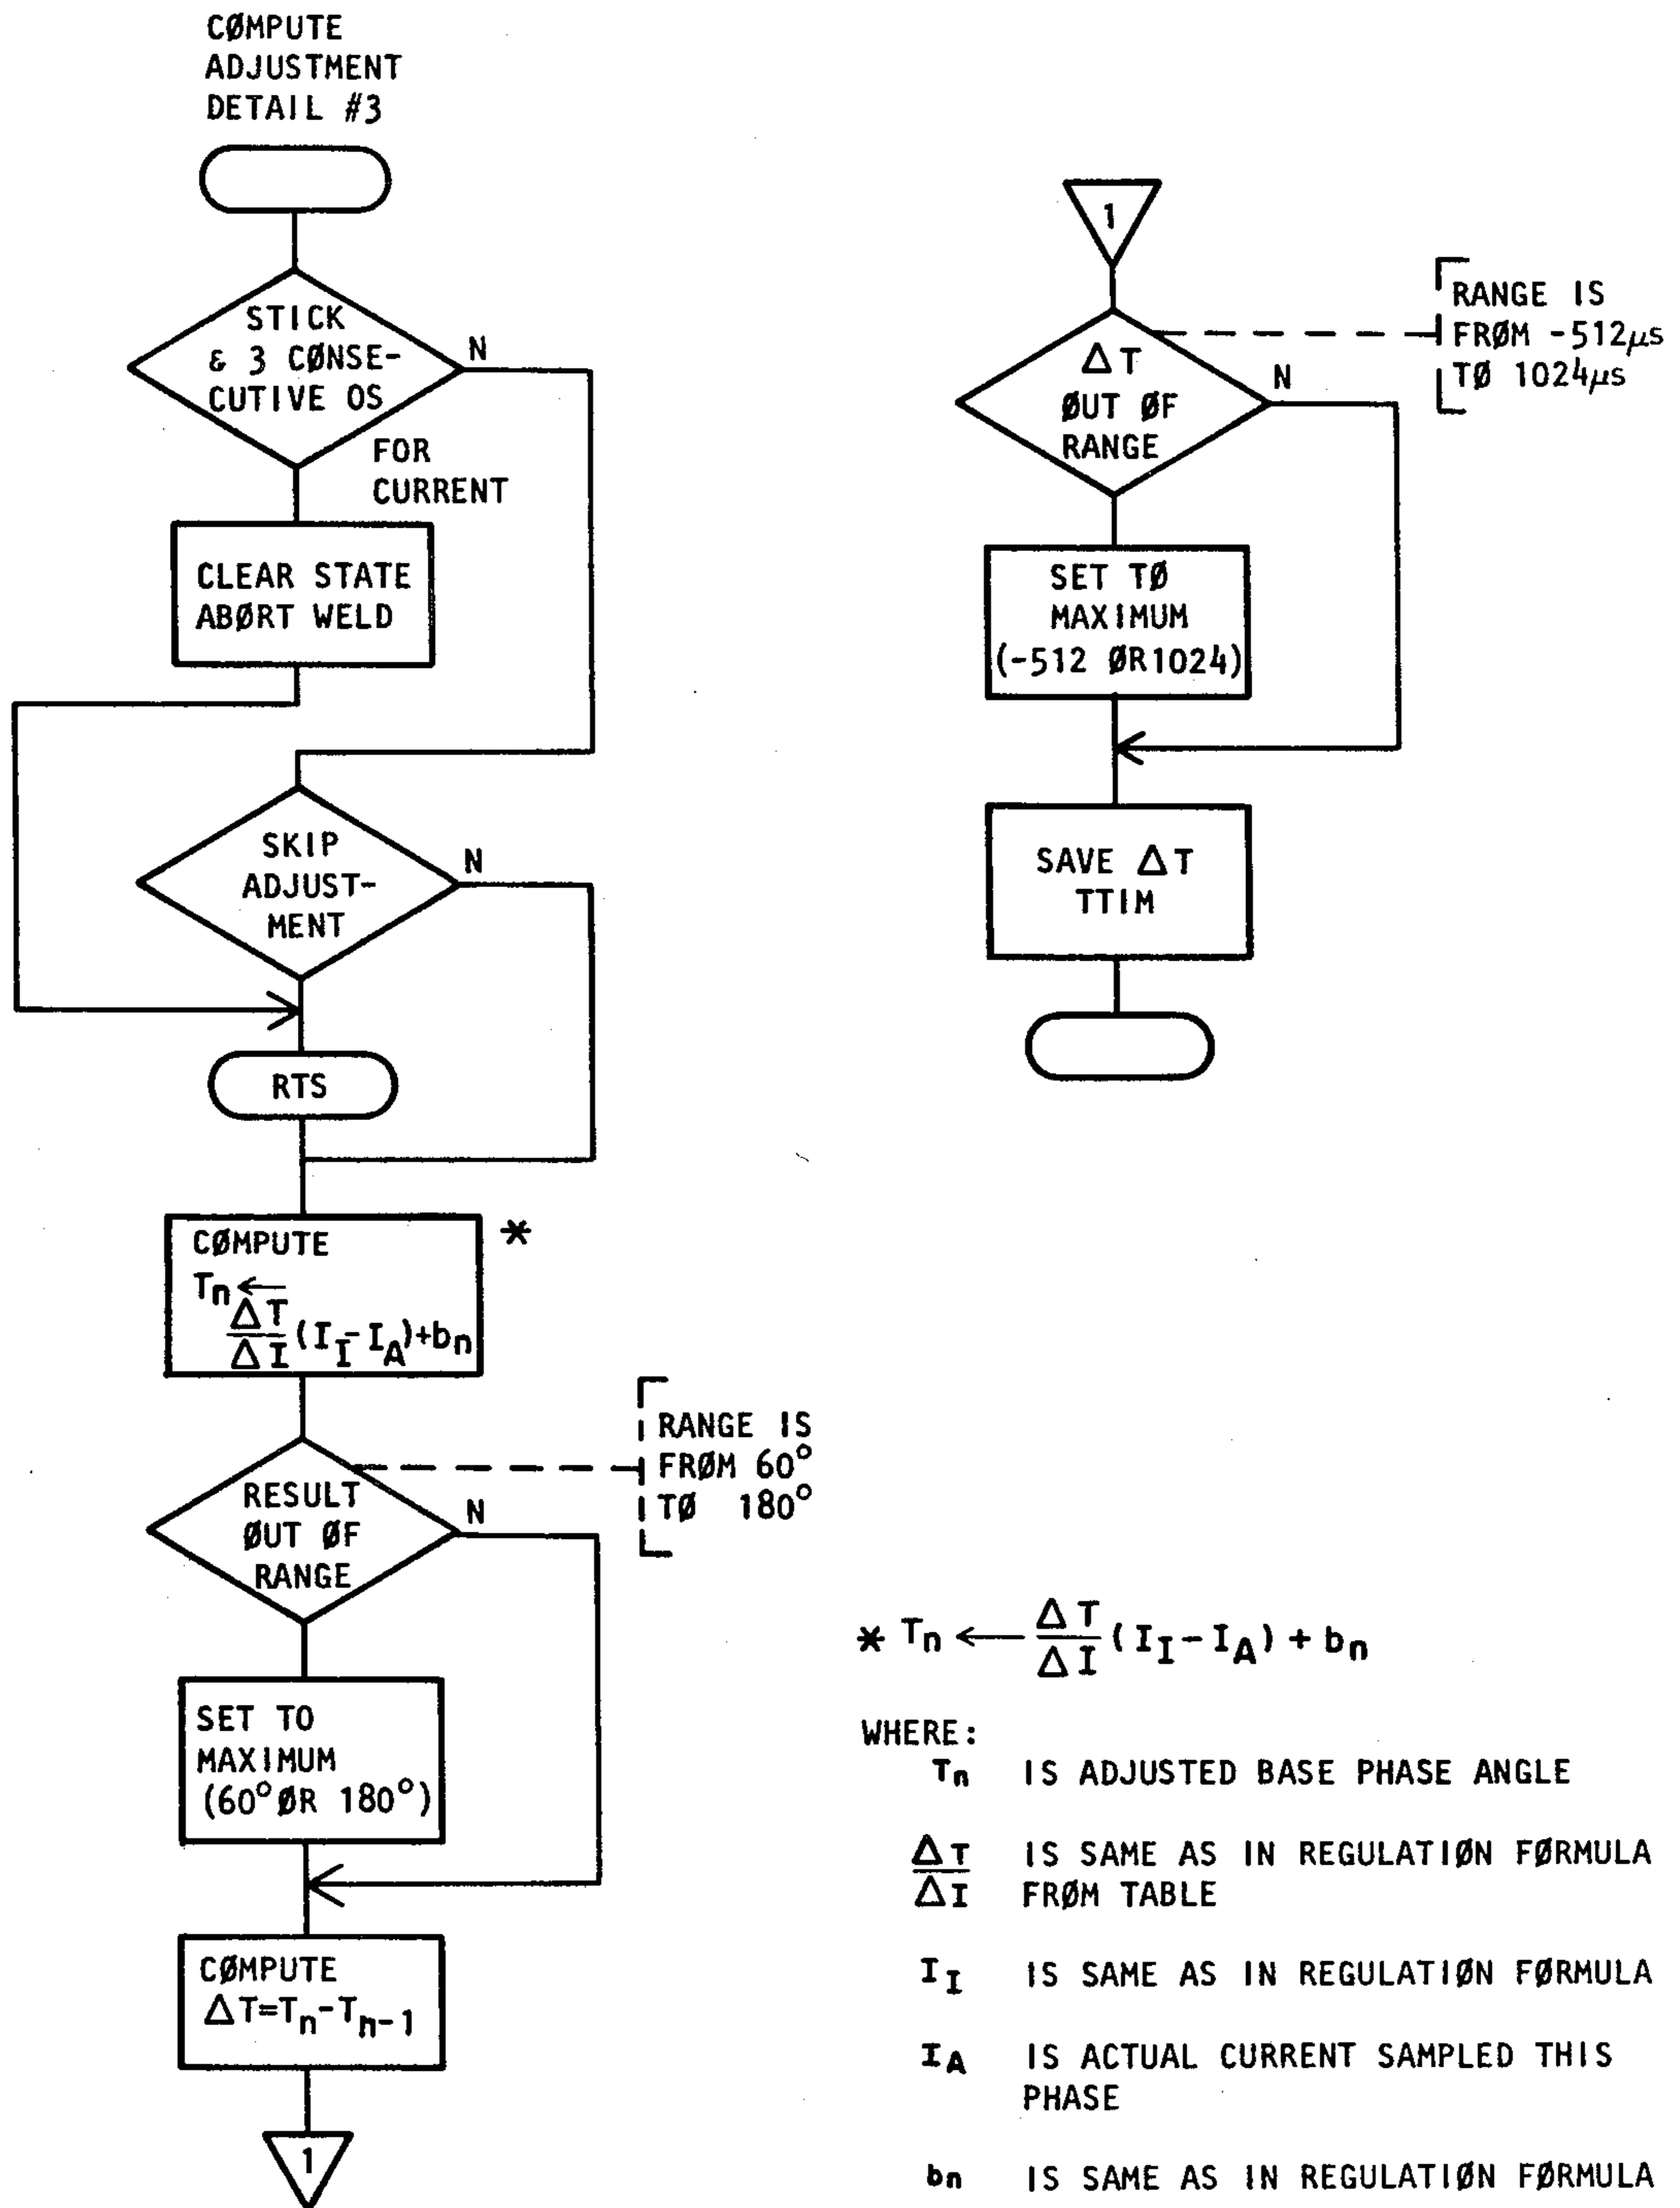 CØMPUTE
ADJUSTMENT
DETAIL #3
STICK
& 3 CØNSE-
CUTIVE OS
N
FOR
CURRENT
CLEAR STATE
ABØRT WELD
SKIP
ADJUST-
MENT
N
RTS
CØMPUTE
*
Tn ←
ΔT/ΔI (I_I - I_A) + bn
RESULT
ØUT ØF
RANGE
N
RANGE IS
FRØM 60°
TØ 180°
SET TO
MAXIMUM
(60° ØR 180°)
CØMPUTE
ΔT=Tn-Tn-1
1
1
ΔT
ØUT ØF
RANGE
N
RANGE IS
FRØM -512µs
TØ 1024µs
SET TØ
MAXIMUM
(-512 ØR1024)
SAVE ΔT
TTIM
* Tn ← ΔT/ΔI (I_I - I_A) + bn
WHERE:
Tn IS ADJUSTED BASE PHASE ANGLE
ΔT/ΔI IS SAME AS IN REGULATIØN FØRMULA
FRØM TABLE
I_I IS SAME AS IN REGULATIØN FØRMULA
I_A IS ACTUAL CURRENT SAMPLED THIS
PHASE
bn IS SAME AS IN REGULATIØN FØRMULA